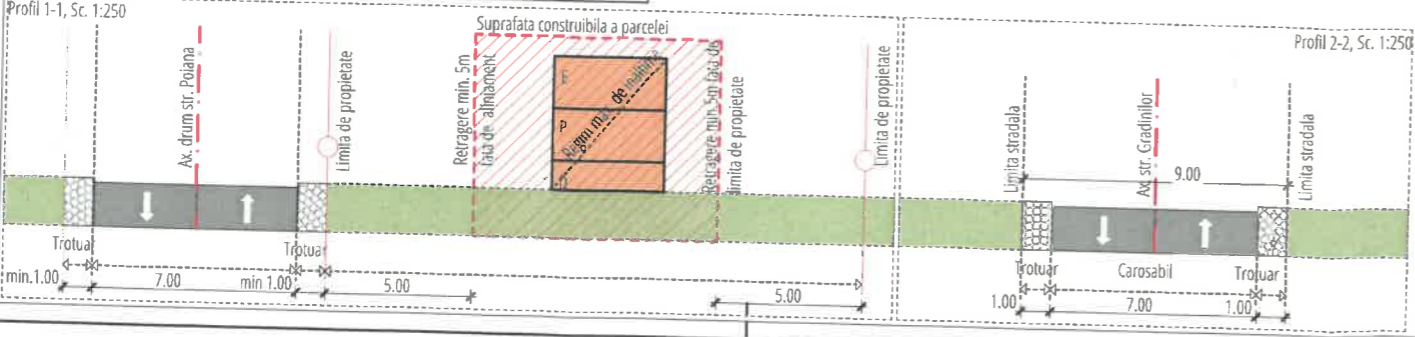 Profil 1-1, Sc. 1:250
Ax. drum str. Poiana
Limita de propietate
Trotuar
Trotuar
min.1.00
7.00
min 1.00
5.00
Suprafata construibila a parcelei
Retragere min. 5m
fata de aliniament
E
P
Regim max. de inaltime
Retragere min. 5m fata de
limita de propietate
Limita de propietate
5.00
Profil 2-2, Sc. 1:250
Limita stradala
Ax. str. Gradinilor
Limita stradala
9.00
Trotuar
Carosabil
Trotuar
1.00
7.00
1.00